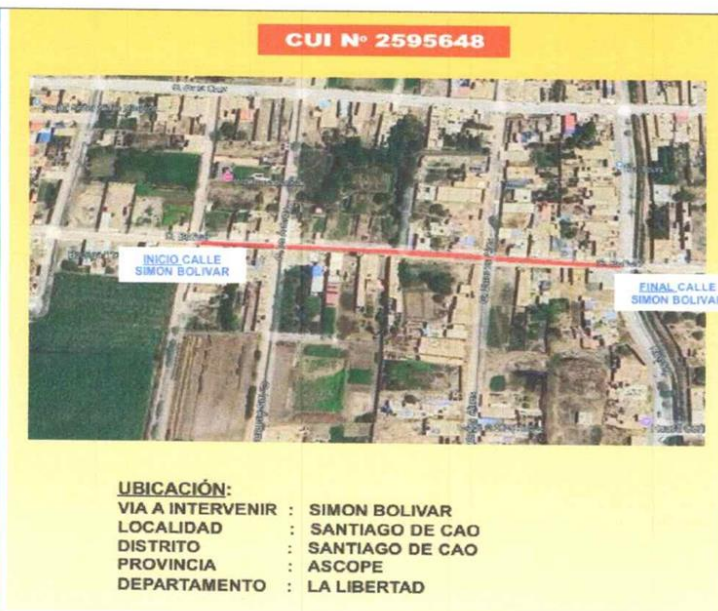 CUI Nº 2595648
INICIO CALLE
SIMON BOLIVAR
FINAL CALLE
SIMON BOLIVAR
UBICACIÓN:
VIA A INTERVENIR : SIMON BOLIVAR
LOCALIDAD : SANTIAGO DE CAO
DISTRITO : SANTIAGO DE CAO
PROVINCIA : ASCOPE
DEPARTAMENTO : LA LIBERTAD